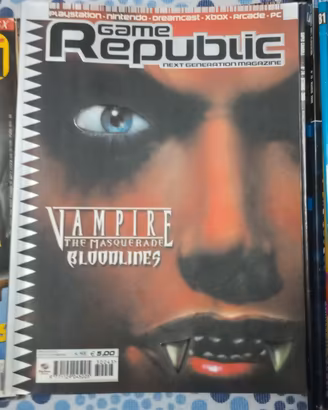 PLAYSTATION • NINTENDO • DREAMCAST • XBOX • ARCADE • PC
Game
Republic
NEXT GENERATION MAGAZINE
VAMPIRE
THE MASQUERADE
BLOODLINES
€ 5,00